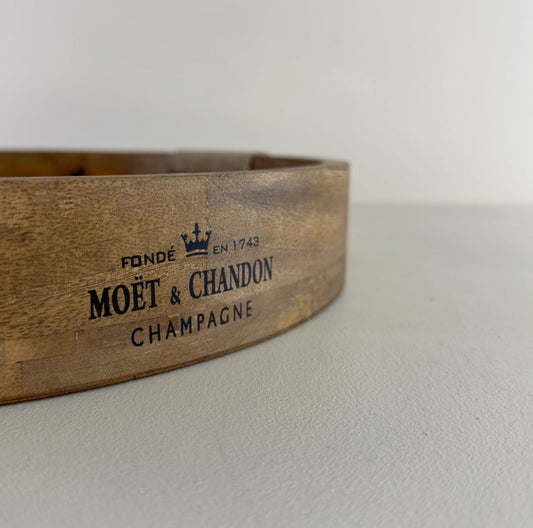 FONDÉ EN 1743
MOËT & CHANDON
CHAMPAGNE